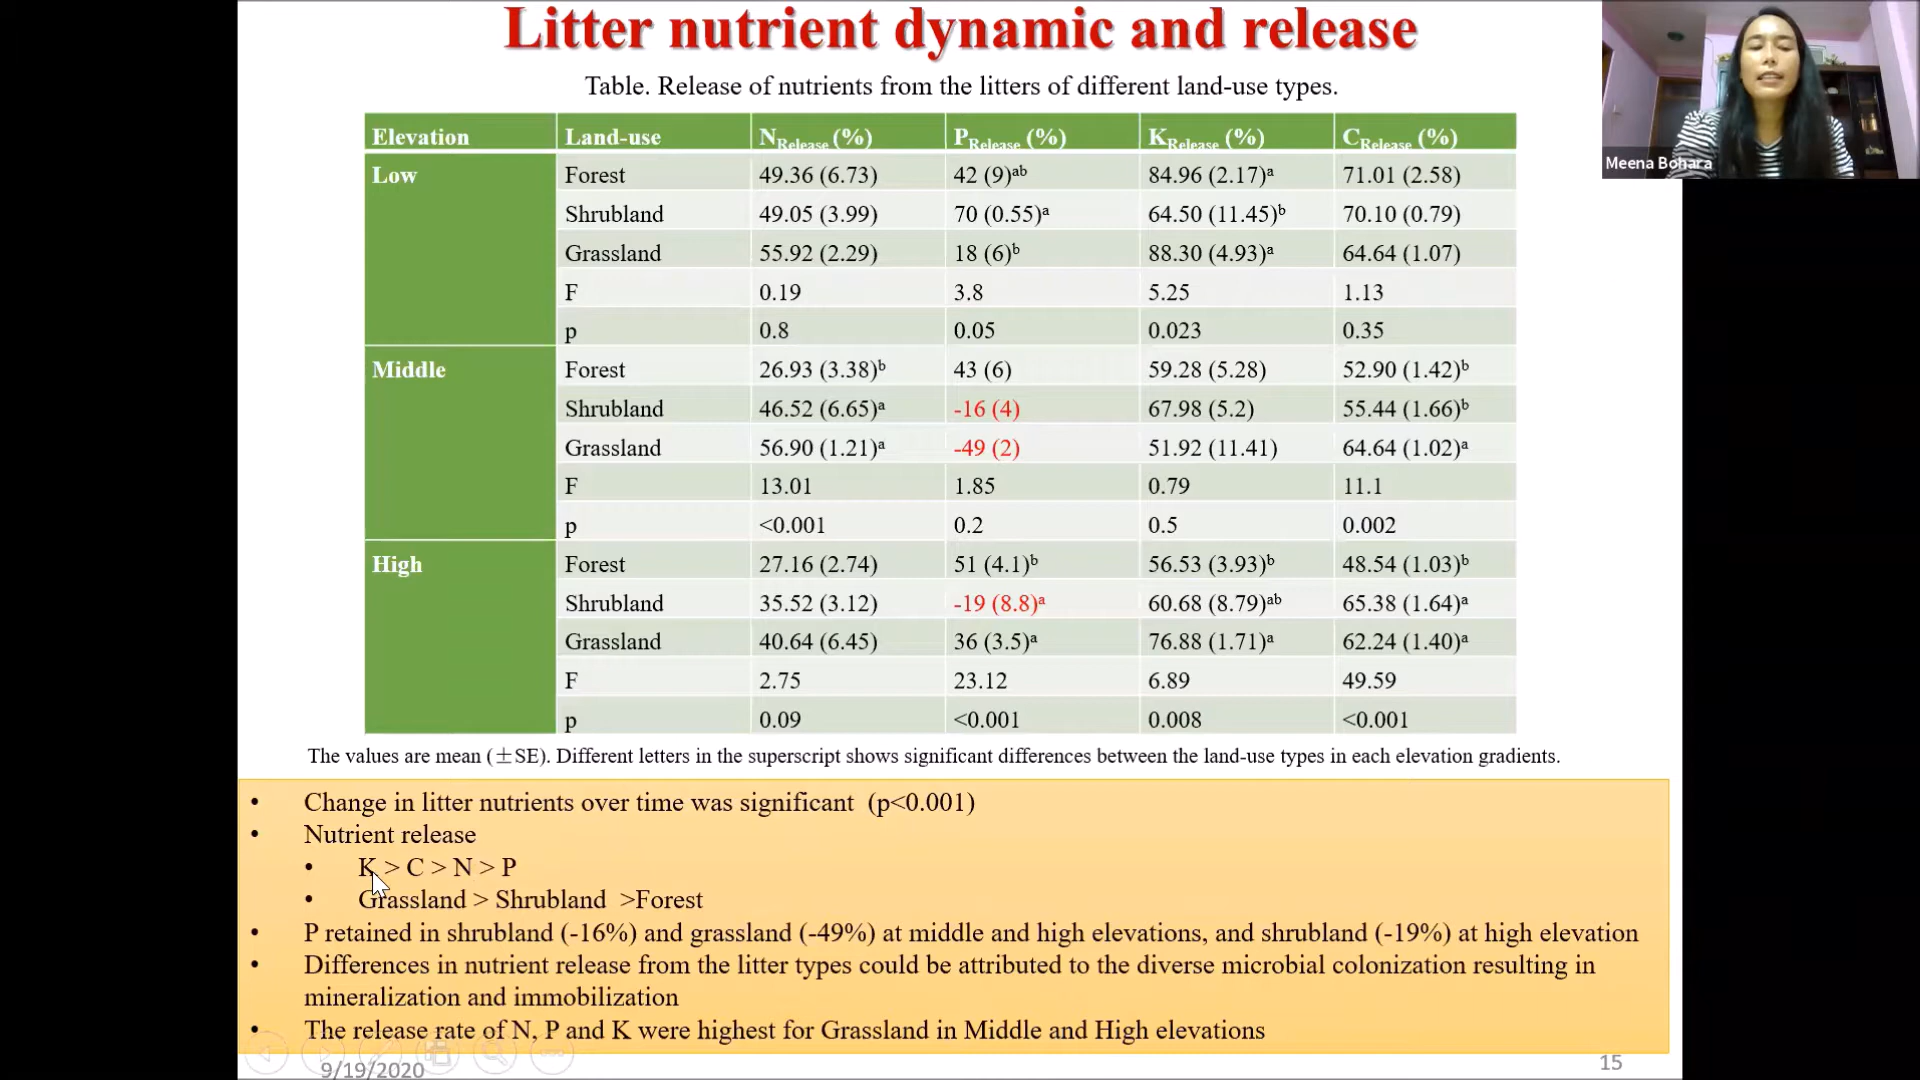 Litter nutrient dynamic and release
Table. Release of nutrients from the litters of different land-use types.
Meena Bohara
Elevation Land-use NRelease (%) PRelease (%) KRelease (%) CRelease (%)
Low Forest 49.36 (6.73) 42 (9)ᵃᵇ 84.96 (2.17)ᵃ 71.01 (2.58)
Shrubland 49.05 (3.99) 70 (0.55)ᵃ 64.50 (11.45)ᵇ 70.10 (0.79)
Grassland 55.92 (2.29) 18 (6)ᵇ 88.30 (4.93)ᵃ 64.64 (1.07)
F 0.19 3.8 5.25 1.13
p 0.8 0.05 0.023 0.35
Middle Forest 26.93 (3.38)ᵇ 43 (6) 59.28 (5.28) 52.90 (1.42)ᵇ
Shrubland 46.52 (6.65)ᵃ -16 (4) 67.98 (5.2) 55.44 (1.66)ᵇ
Grassland 56.90 (1.21)ᵃ -49 (2) 51.92 (11.41) 64.64 (1.02)ᵃ
F 13.01 1.85 0.79 11.1
p <0.001 0.2 0.5 0.002
High Forest 27.16 (2.74) 51 (4.1)ᵇ 56.53 (3.93)ᵇ 48.54 (1.03)ᵇ
Shrubland 35.52 (3.12) -19 (8.8)ᵃ 60.68 (8.79)ᵃᵇ 65.38 (1.64)ᵃ
Grassland 40.64 (6.45) 36 (3.5)ᵃ 76.88 (1.71)ᵃ 62.24 (1.40)ᵃ
F 2.75 23.12 6.89 49.59
p 0.09 <0.001 0.008 <0.001
The values are mean (±SE). Different letters in the superscript shows significant differences between the land-use types in each elevation gradients.
• Change in litter nutrients over time was significant (p<0.001)
• Nutrient release
• K > C > N > P
• Grassland > Shrubland >Forest
• P retained in shrubland (-16%) and grassland (-49%) at middle and high elevations, and shrubland (-19%) at high elevation
• Differences in nutrient release from the litter types could be attributed to the diverse microbial colonization resulting in
mineralization and immobilization
• The release rate of N, P and K were highest for Grassland in Middle and High elevations
9/19/2020
15